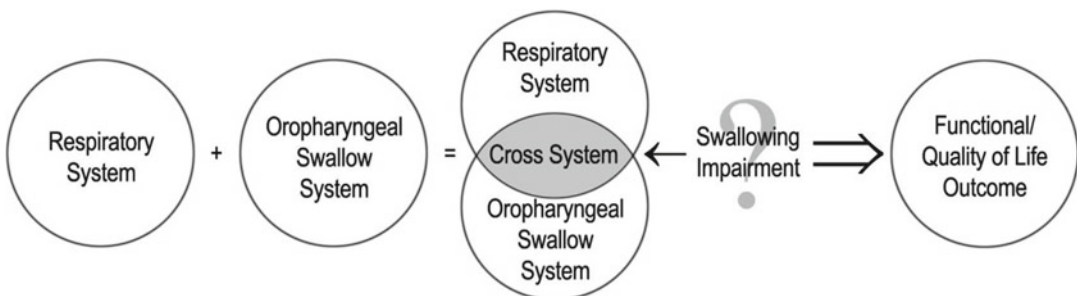 Respiratory
System
+
Oropharyngeal
Swallow
System
=
Respiratory
System
Cross System
Oropharyngeal
Swallow
System
?
Swallowing
Impairment
Functional/
Quality of Life
Outcome